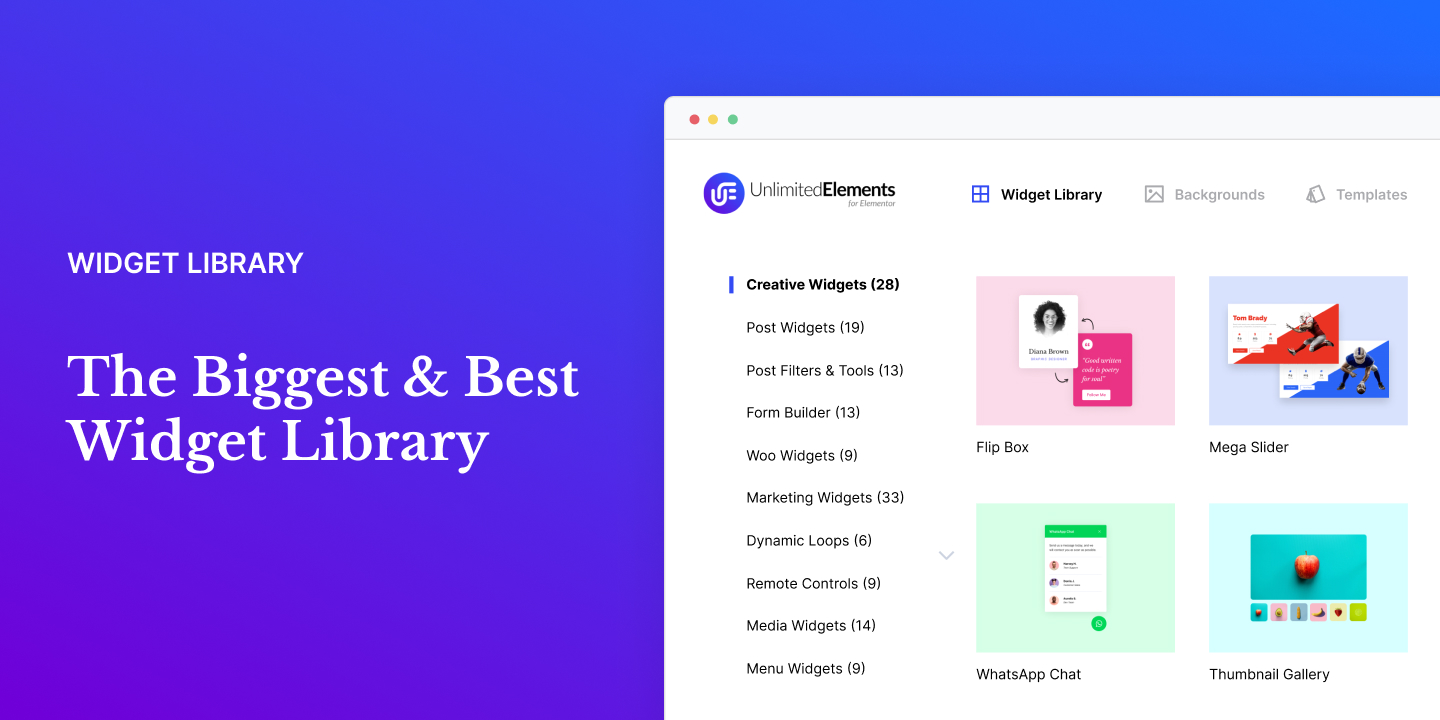 WIDGET LIBRARY
The Biggest & Best
Widget Library
UnlimitedElements
for Elementor
Widget Library
Backgrounds
Templates
Creative Widgets (28)
Post Widgets (19)
Post Filters & Tools (13)
Form Builder (13)
Woo Widgets (9)
Marketing Widgets (33)
Dynamic Loops (6)
Remote Controls (9)
Media Widgets (14)
Menu Widgets (9)
Diana Brown
GRAPHIC DESIGNER
"Good written
code is poetry
for soul"
Follow Me
Flip Box
Tom Brady
Mega Slider
WhatsApp Chat
WhatsApp Chat
Thumbnail Gallery